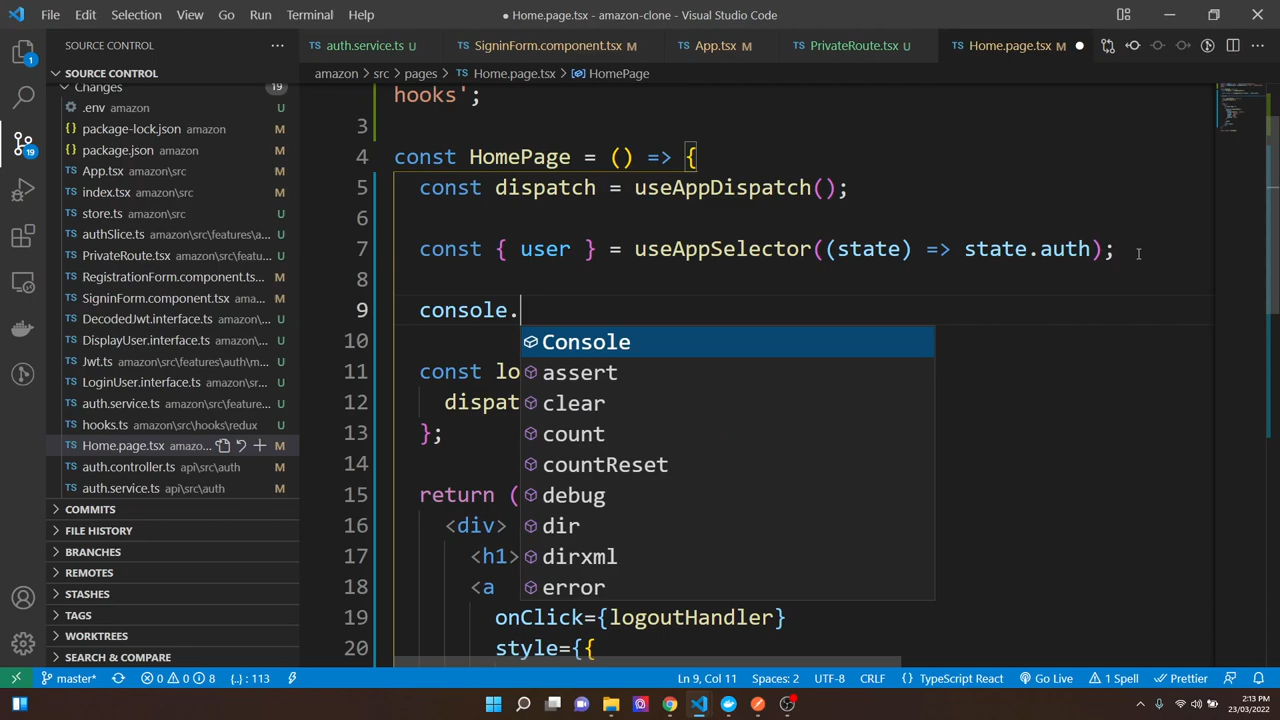 File Edit Selection View Go Run Terminal Help
● Home.page.tsx - amazon-clone - Visual Studio Code
SOURCE CONTROL ···
auth.service.ts U
SigninForm.component.tsx M
App.tsx M
PrivateRoute.tsx U
Home.page.tsx M ●
amazon > src > pages > Home.page.tsx > HomePage
SOURCE CONTROL
Changes 19
.env amazon U
package-lock.json amazon M
package.json amazon M
App.tsx amazon\src M
index.tsx amazon\src M
store.ts amazon\src U
authSlice.ts amazon\src\features\a... U
PrivateRoute.tsx amazon\src\feat... U
RegistrationForm.component.tsx ... M
SigninForm.component.tsx amazo... M
DecodedJwt.interface.ts amazon\s... U
DisplayUser.interface.ts amazon\s... U
Jwt.ts amazon\src\features\auth\m... U
LoginUser.interface.ts amazon\src... U
auth.service.ts amazon\src\feature... U
hooks.ts amazon\src\hooks\redux U
Home.page.tsx amazo... M
auth.controller.ts api\src\auth M
auth.service.ts api\src\auth M
COMMITS
FILE HISTORY
BRANCHES
REMOTES
STASHES
TAGS
WORKTREES
SEARCH & COMPARE
1
19
hooks';
3
4 const HomePage = () => {
5 const dispatch = useAppDispatch();
6
7 const { user } = useAppSelector((state) => state.auth);
8
9 console.
10
11 const lo
12 dispat
13 };
14
15 return (
16 <div>
17 <h1>
18 <a
19 onClick={logoutHandler}
20 style={{
Console
assert
clear
count
countReset
debug
dir
dirxml
error
master* 0 0 8 {..} : 113
Ln 9, Col 11 Spaces: 2 UTF-8 CRLF {} TypeScript React Go Live 1 Spell Prettier
2:13 PM
23/03/2022